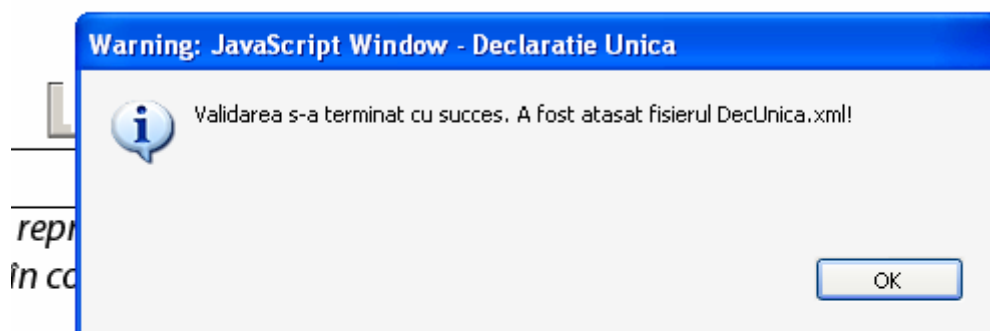 Warning: JavaScript Window - Declaratie Unica
Validarea s-a terminat cu succes. A fost atasat fisierul DecUnica.xml!
OK